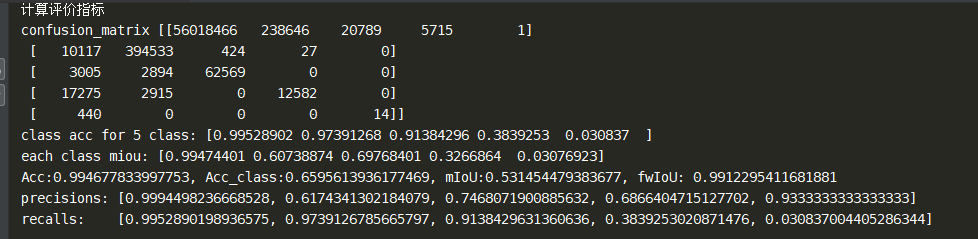 计算评价指标
confusion_matrix [[56018466 238646 20789 5715 1]
[ 10117 394533 424 27 0]
[ 3005 2894 62569 0 0]
[ 17275 2915 0 12582 0]
[ 440 0 0 0 14]]
class acc for 5 class: [0.99528902 0.97391268 0.91384296 0.3839253 0.030837 ]
each class miou: [0.99474401 0.60738874 0.69768401 0.3266864 0.03076923]
Acc:0.994677833997753, Acc_class:0.6595613936177469, mIoU:0.531454479383677, fwIoU: 0.9912295411681881
precisions: [0.9994498236668528, 0.6174341302184079, 0.7468071900885632, 0.6866404715127702, 0.9333333333333333]
recalls: [0.9952890198936575, 0.9739126785665797, 0.9138429631360636, 0.3839253020871476, 0.030837004405286344]